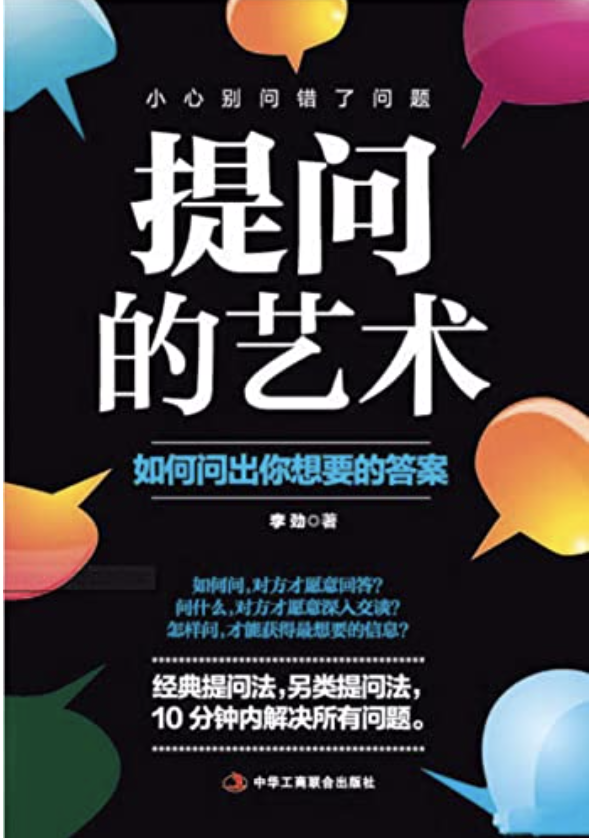 小心别问错了问题
提问
的艺术
如何问出你想要的答案
李劲◎著
如何问,对方才愿意回答?
问什么,对方才愿意深入交谈?
怎样问,才能获得最想要的信息?
经典提问法,另类提问法,
10分钟内解决所有问题。
中华工商联合出版社